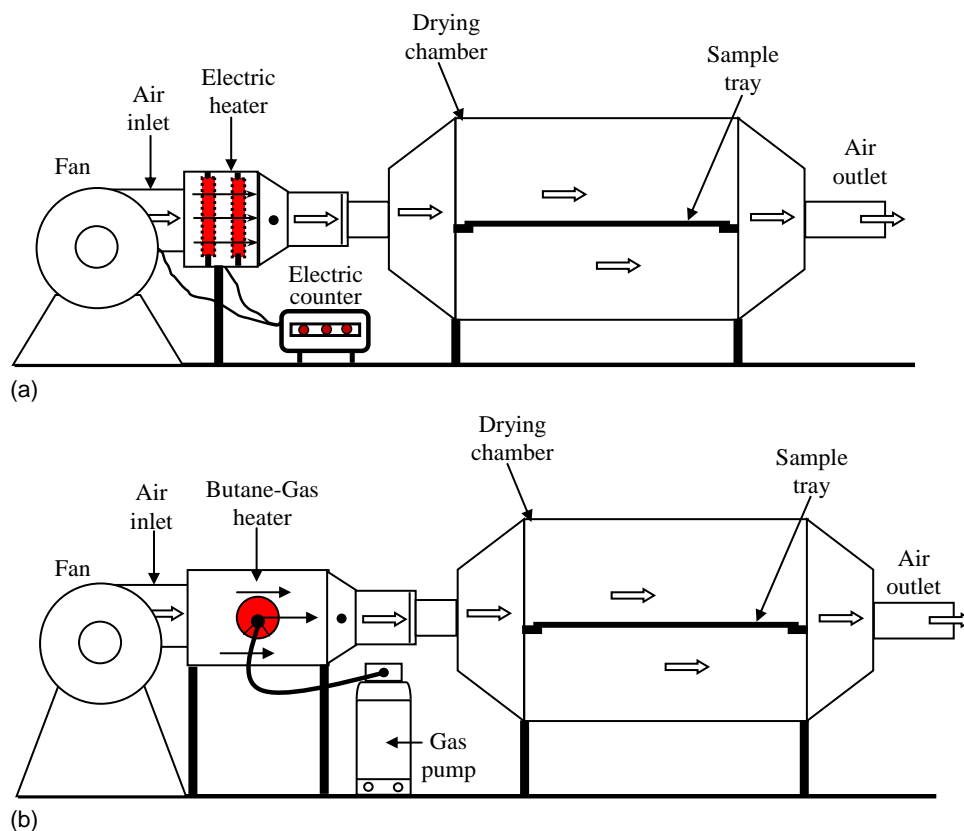 Drying
chamber
Sample
tray
Electric
heater
Air
inlet
Fan
Air
outlet
Electric
counter
(a)
Drying
chamber
Sample
tray
Butane-Gas
heater
Air
inlet
Fan
Air
outlet
Gas
pump
(b)